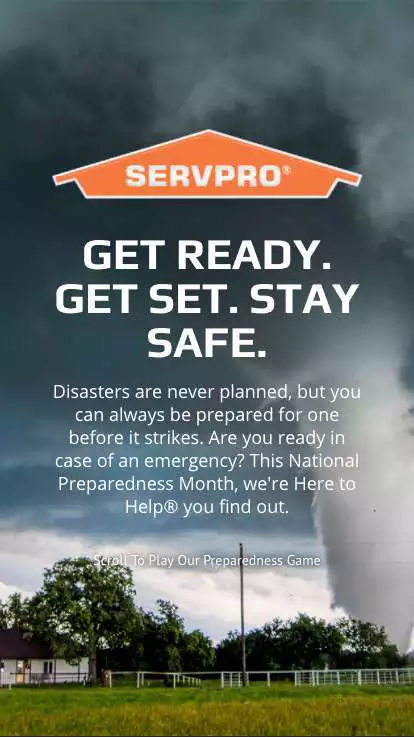 SERVPRO®
GET READY.
GET SET. STAY
SAFE.
Disasters are never planned, but you
can always be prepared for one
before it strikes. Are you ready in
case of an emergency? This National
Preparedness Month, we're Here to
Help® you find out.
Scroll To Play Our Preparedness Game